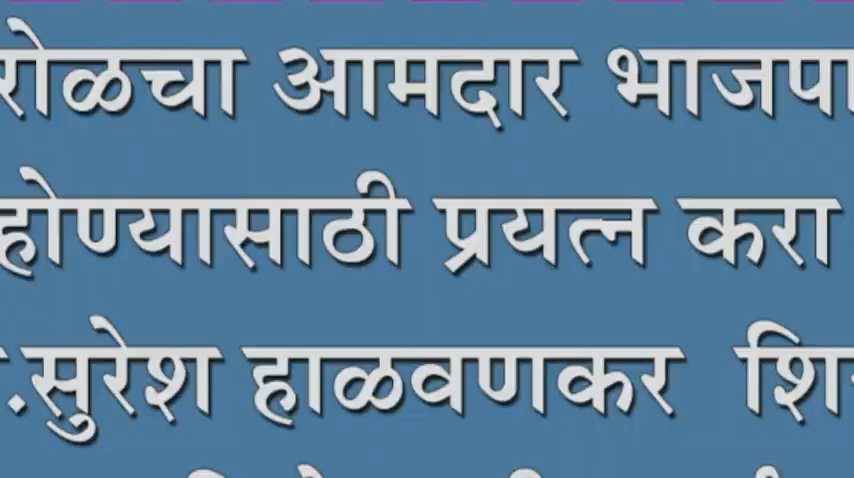 रोळचा आमदार भाजपा
होण्यासाठी प्रयत्न करा
.सुरेश हाळवणकर शि